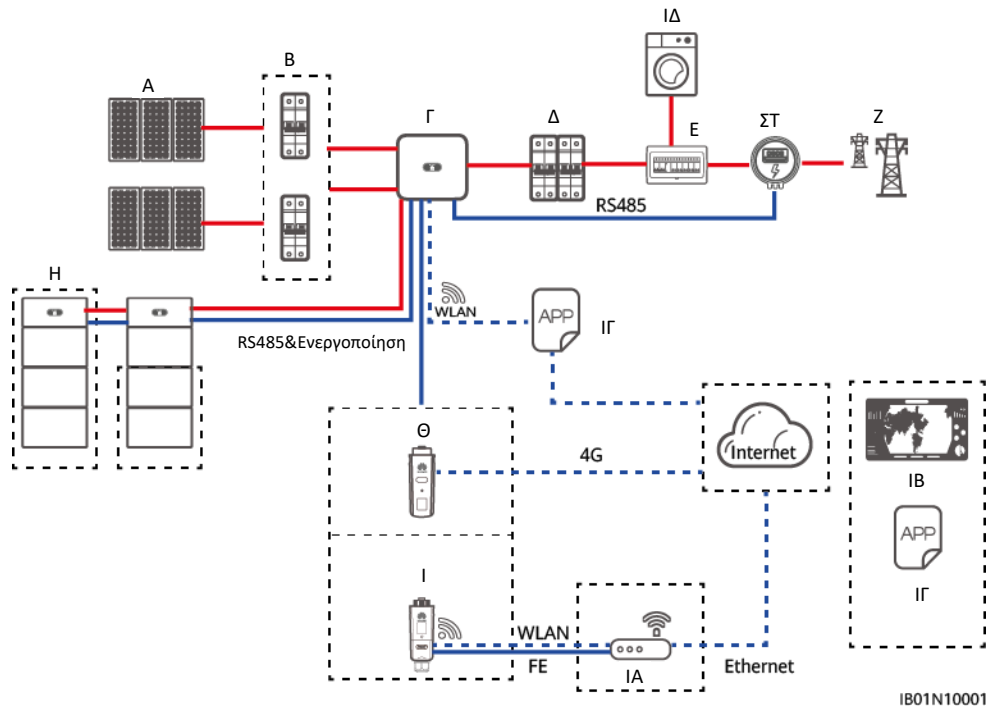 ΙΔ
Α
Β
Γ
Δ
Ε
ΣΤ
Ζ
RS485
Η
WLAN
APP
ΙΓ
RS485&Ενεργοποίηση
Θ
4G
Internet
ΙΒ
APP
ΙΓ
Ι
WLAN
FE
ΙΑ
Ethernet
IB01N10001